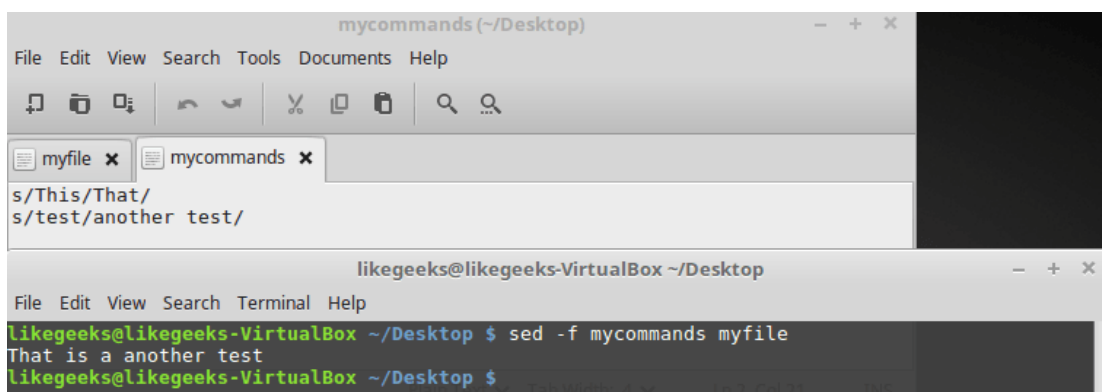 mycommands (~/Desktop)
File Edit View Search Tools Documents Help
myfile mycommands
s/This/That/
s/test/another test/
likegeeks@likegeeks-VirtualBox ~/Desktop
File Edit View Search Terminal Help
likegeeks@likegeeks-VirtualBox ~/Desktop $ sed -f mycommands myfile
That is a another test
likegeeks@likegeeks-VirtualBox ~/Desktop $